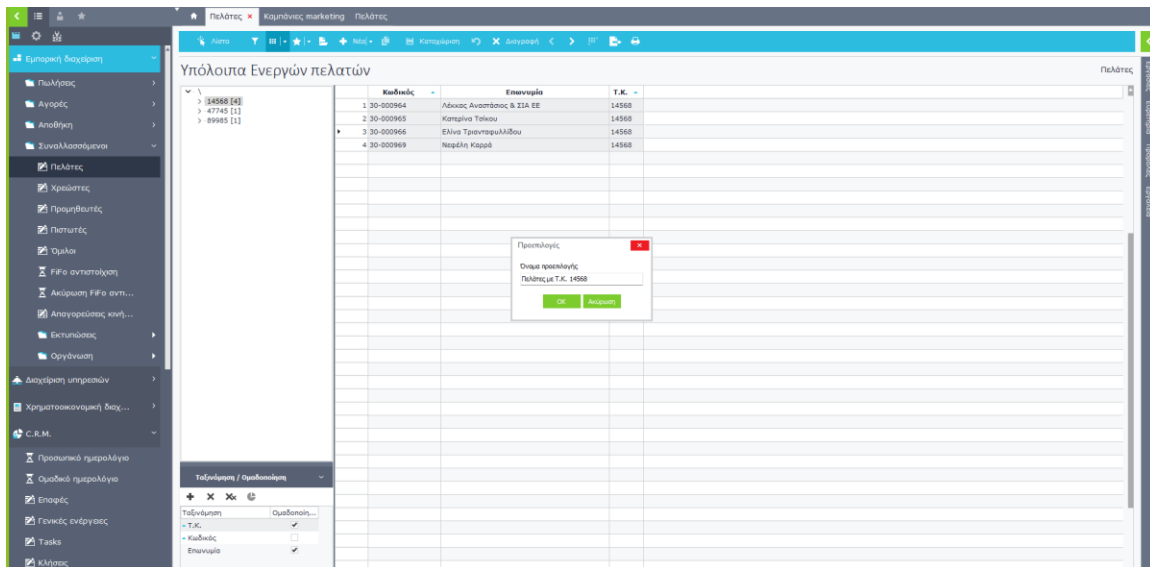 Πελάτες × Καμπάνιες marketing Πελάτες
Λίστα Νέο Καταχώριση Διαγραφή
Εμπορική διαχείριση
Πωλήσεις
Αγορές
Αποθήκη
Συναλλασσόμενοι
Πελάτες
Χρεώστες
Προμηθευτές
Πιστωτές
Όμιλοι
FiFo αντιστοίχιση
Ακύρωση FiFo αντι...
Απαγορεύσεις κινή...
Εκτυπώσεις
Οργάνωση
Διαχείριση υπηρεσιών
Χρηματοοικονομική διαχ...
C.R.M.
Προσωπικό ημερολόγιο
Ομαδικό ημερολόγιο
Επαφές
Γενικές ενέργειες
Tasks
Κλήσεις
Υπόλοιπα Ενεργών πελατών
Πελάτες
\
14568 [4]
47745 [1]
89985 [1]
Κωδικός Επωνυμία Τ.Κ.
1 30-000964 Λέκκας Αναστάσιος & ΣΙΑ ΕΕ 14568
2 30-000965 Κατερίνα Τσίκου 14568
3 30-000966 Ελίνα Τριανταφυλλίδου 14568
4 30-000969 Νεφέλη Καρρά 14568
Προεπιλογές
Όνομα προεπιλογής
Πελάτες με Τ.Κ. 14568
OK Ακύρωση
Ταξινόμηση / Ομαδοποίηση
Ταξινόμηση Ομαδοποίη...
Τ.Κ.
Κωδικός
Επωνυμία